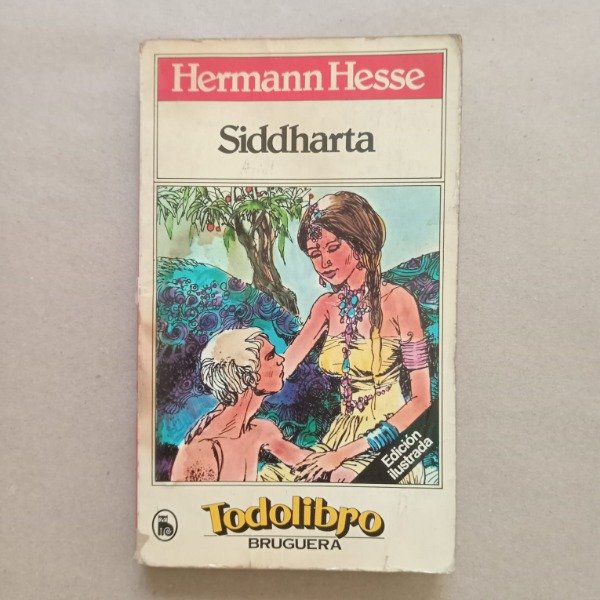 Hermann Hesse
Siddharta
Edición
ilustrada
Todolibro
BRUGUERA